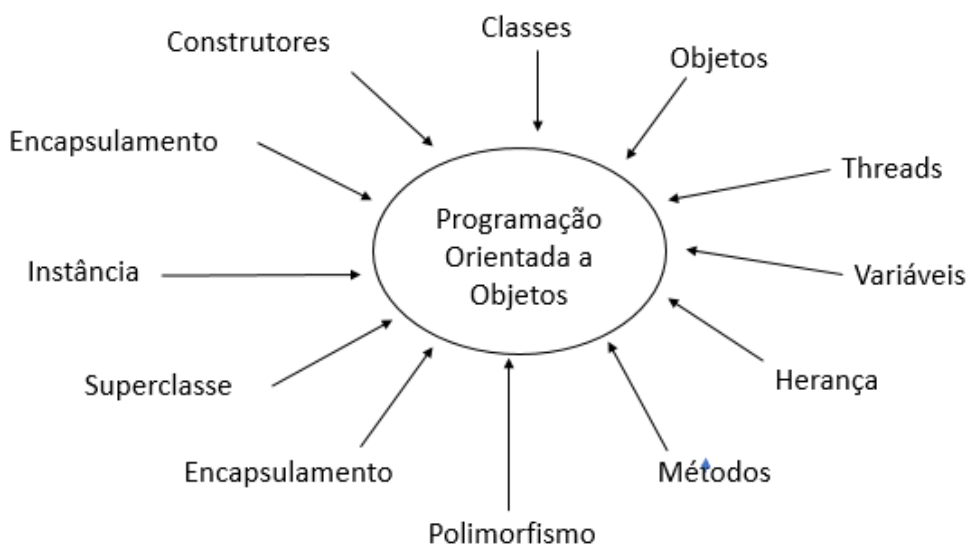 Classes
Construtores
Objetos
Encapsulamento
Threads
Programação
Orientada a
Objetos
Instância
Variáveis
Superclasse
Herança
Encapsulamento
Métodos
Polimorfismo